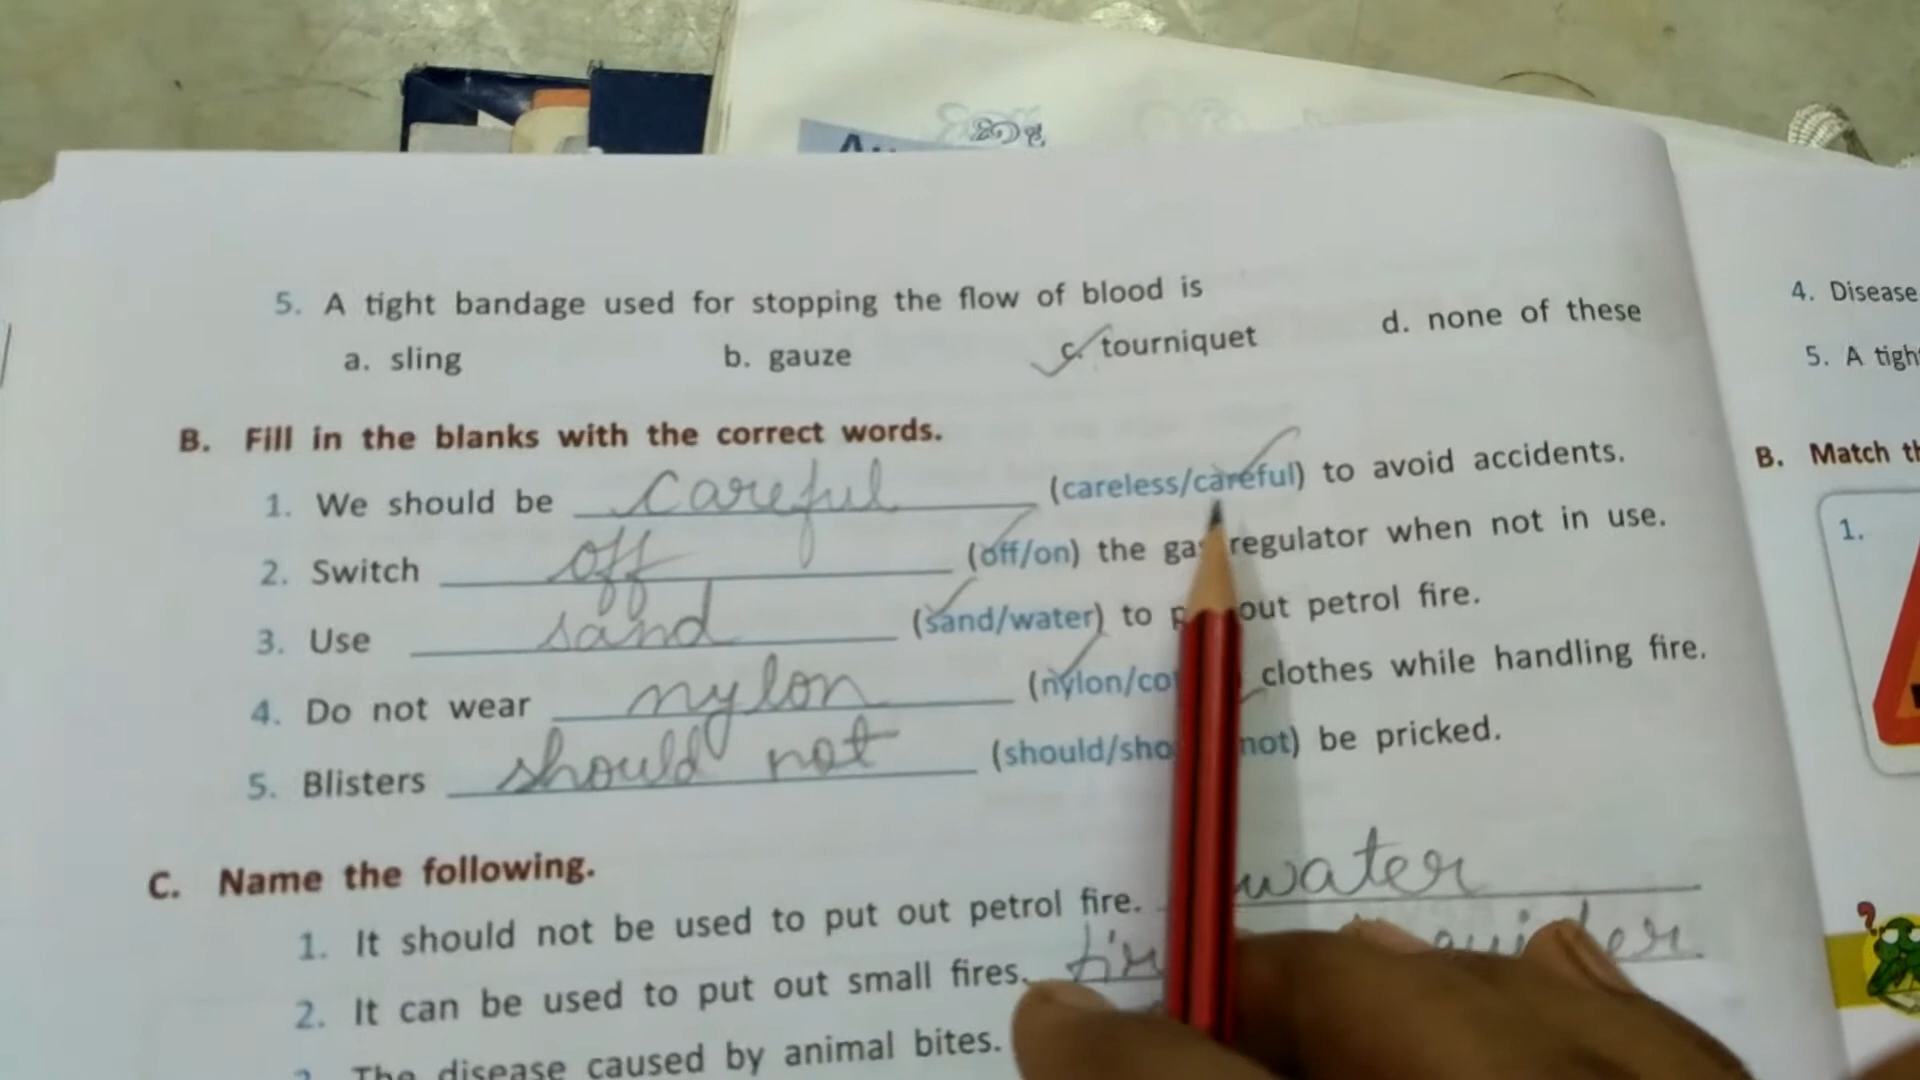 5. A tight bandage used for stopping the flow of blood is
a. sling b. gauze c. tourniquet d. none of these
B. Fill in the blanks with the correct words.
1. We should be careful (careless/careful) to avoid accidents.
2. Switch off (off/on) the gas regulator when not in use.
3. Use sand (sand/water) to out petrol fire.
4. Do not wear nylon (nylon/ clothes while handling fire.
5. Blisters should not (should/ not) be pricked.
C. Name the following.
1. It should not be used to put out petrol fire. water
2. It can be used to put out small fires.
The disease caused by animal bites.
4. Disease
5. A
B. Match
1.